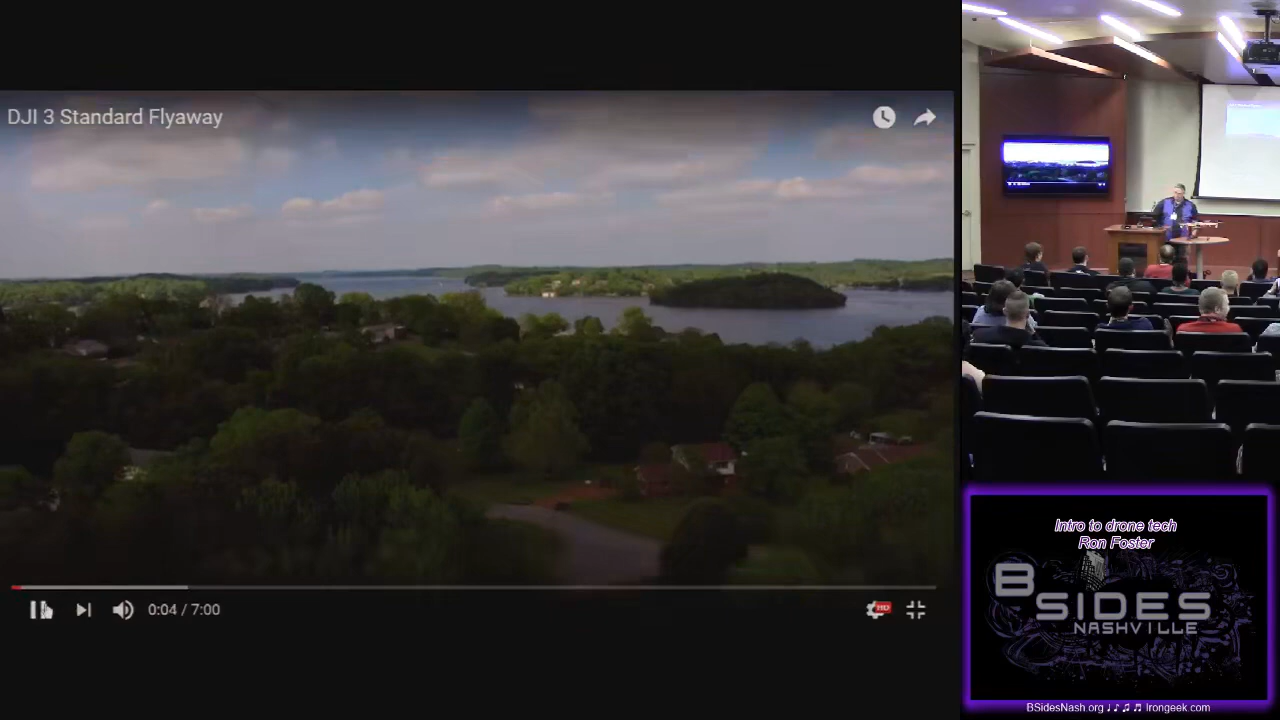 DJI 3 Standard Flyaway
0:04 / 7:00
HD
Intro to drone tech
Ron Foster
BSIDES
NASHVILLE
BSidesNash.org ♩♪♫♬ Irongeek.com